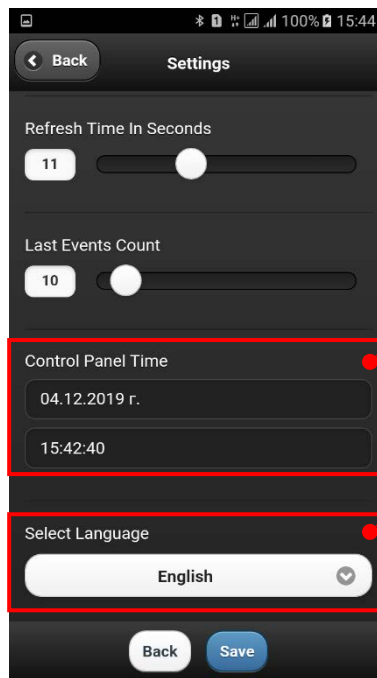 100% 15:44
Back
Settings
Refresh Time In Seconds
11
Last Events Count
10
Control Panel Time
04.12.2019 г.
15:42:40
Select Language
English
Back Save